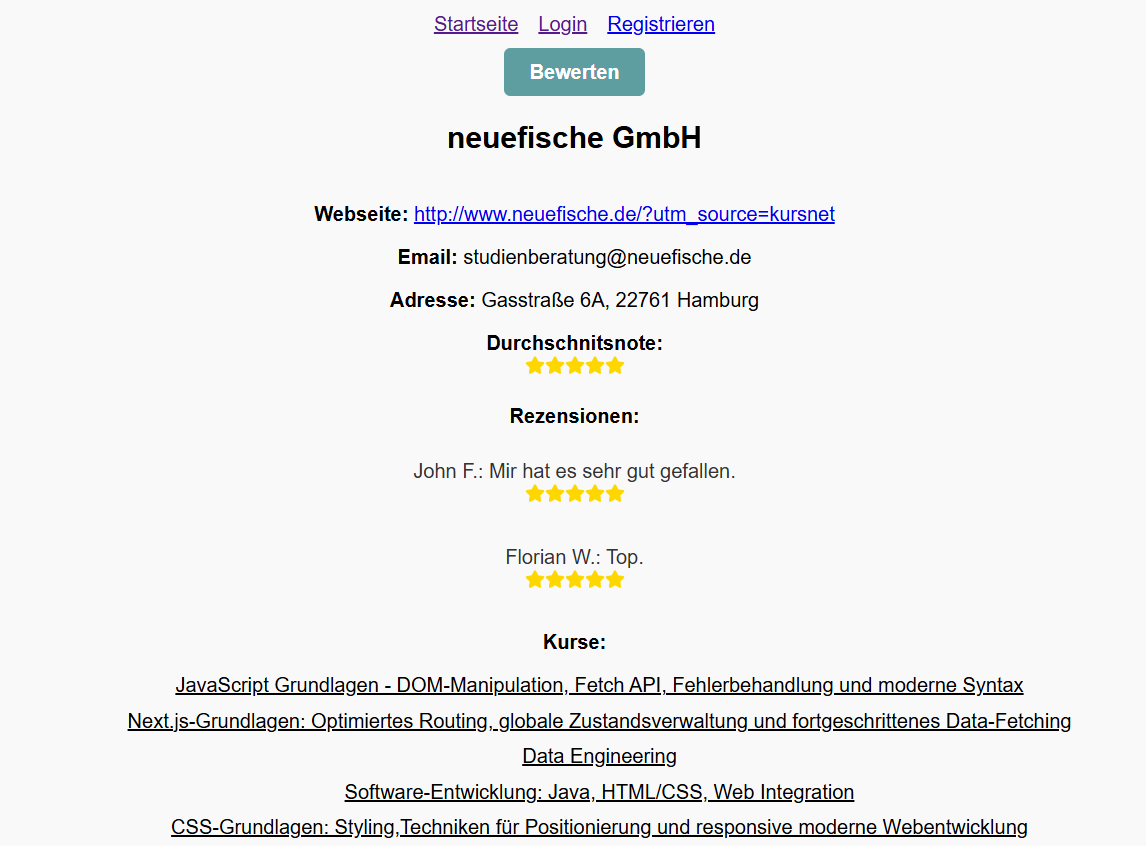 Startseite Login Registrieren
Bewerten
neuefische GmbH
Webseite: http://www.neuefische.de/?utm_source=kursnet
Email: studienberatung@neuefische.de
Adresse: Gasstraße 6A, 22761 Hamburg
Durchschnitsnote:
Rezensionen:
John F.: Mir hat es sehr gut gefallen.
Florian W.: Top.
Kurse:
JavaScript Grundlagen - DOM-Manipulation, Fetch API, Fehlerbehandlung und moderne Syntax
Next.js-Grundlagen: Optimiertes Routing, globale Zustandsverwaltung und fortgeschrittenes Data-Fetching
Data Engineering
Software-Entwicklung: Java, HTML/CSS, Web Integration
CSS-Grundlagen: Styling,Techniken für Positionierung und responsive moderne Webentwicklung